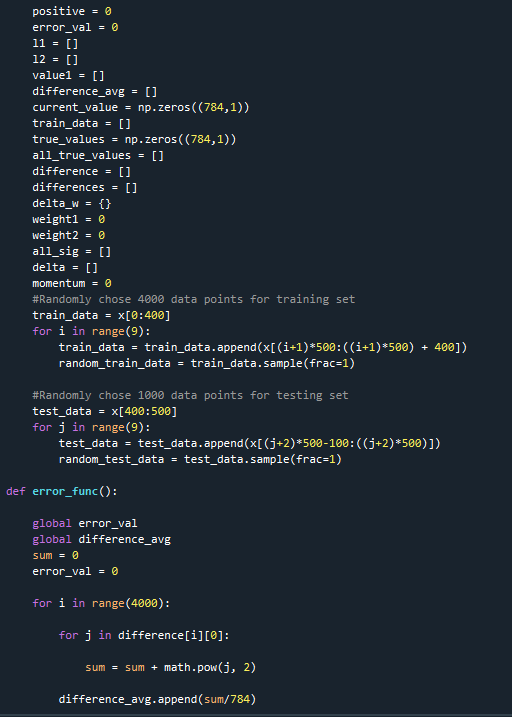 positive = 0
    error_val = 0
    l1 = []
    l2 = []
    value1 = []
    difference_avg = []
    current_value = np.zeros((784,1))
    train_data = []
    true_values = np.zeros((784,1))
    all_true_values = []
    difference = []
    differences = []
    delta_w = {}
    weight1 = 0
    weight2 = 0
    all_sig = []
    delta = []
    momentum = 0
    #Randomly chose 4000 data points for training set
    train_data = x[0:400]
    for i in range(9):
        train_data = train_data.append(x[(i+1)*500:((i+1)*500) + 400])
        random_train_data = train_data.sample(frac=1)

    #Randomly chose 1000 data points for testing set
    test_data = x[400:500]
    for j in range(9):
        test_data = test_data.append(x[(j+2)*500-100:((j+2)*500)])
        random_test_data = test_data.sample(frac=1)

def error_func():

    global error_val
    global difference_avg
    sum = 0
    error_val = 0

    for i in range(4000):

        for j in difference[i][0]:

            sum = sum + math.pow(j, 2)

        difference_avg.append(sum/784)